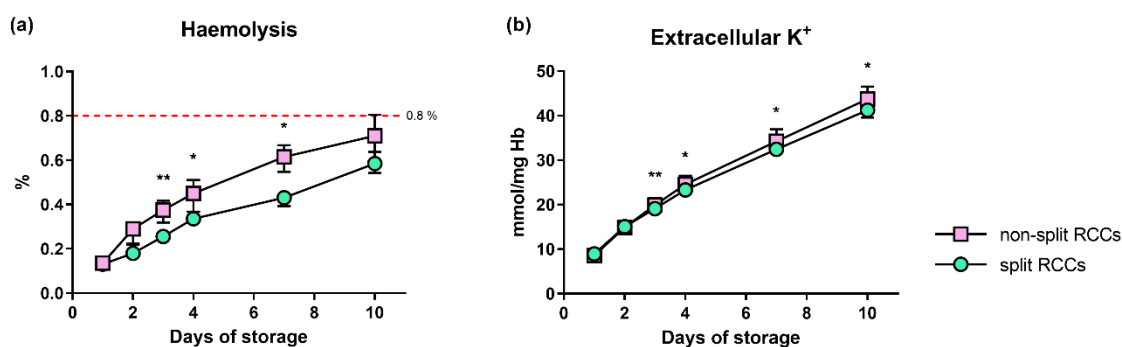 (a)
Haemolysis
1.0
0.8
0.6
0.4
0.2
0.0
%
0.8 %
**
*
*
0 2 4 6 8 10
Days of storage
(b)
Extracellular K⁺
50
40
30
20
10
0
mmol/mg Hb
**
*
*
*
0 2 4 6 8 10
Days of storage
non-split RCCs
split RCCs